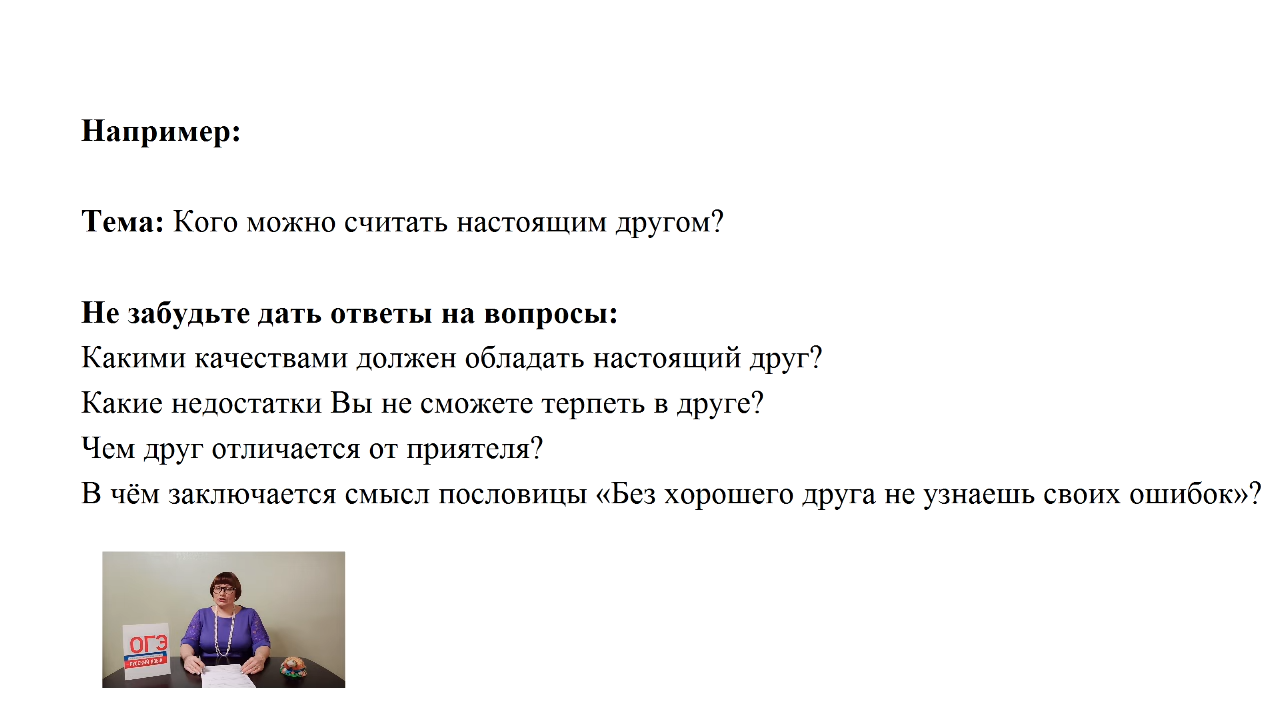 Например:
Тема: Кого можно считать настоящим другом?
Не забудьте дать ответы на вопросы:
Какими качествами должен обладать настоящий друг?
Какие недостатки Вы не сможете терпеть в друге?
Чем друг отличается от приятеля?
В чём заключается смысл пословицы «Без хорошего друга не узнаешь своих ошибок»?
ОГЭ
РУССКИЙ ЯЗЫК